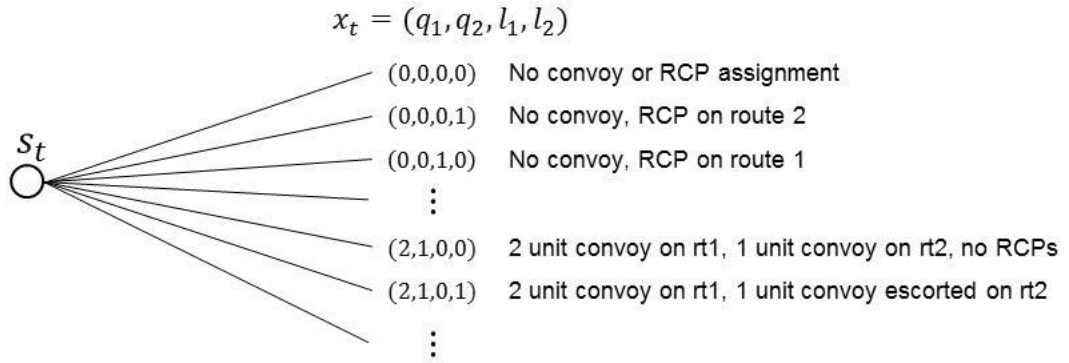 x_t = (q_1, q_2, l_1, l_2)
(0,0,0,0) No convoy or RCP assignment
(0,0,0,1) No convoy, RCP on route 2
s_t
(0,0,1,0) No convoy, RCP on route 1
⋮
(2,1,0,0) 2 unit convoy on rt1, 1 unit convoy on rt2, no RCPs
(2,1,0,1) 2 unit convoy on rt1, 1 unit convoy escorted on rt2
⋮